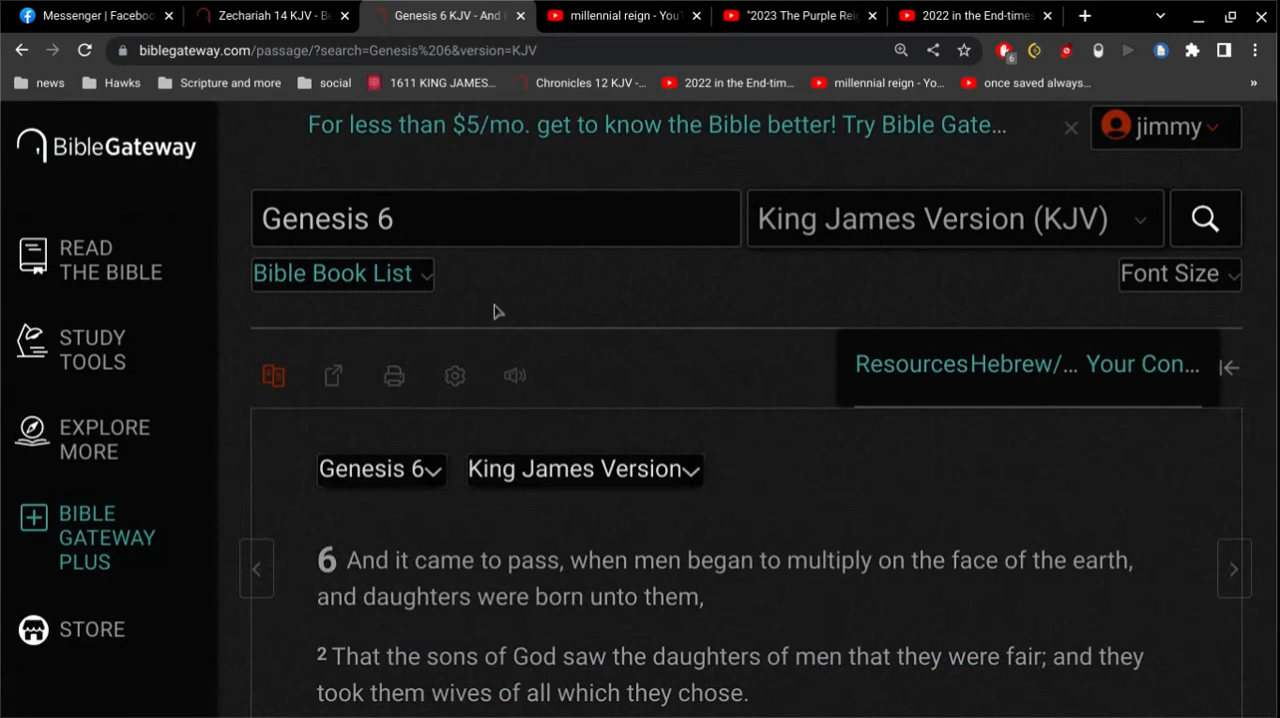 Messenger | Faceboo
Zechariah 14 KJV - B
Genesis 6 KJV - And i
millennial reign - YouT
"2023 The Purple Rei
2022 in the End-times
biblegateway.com/passage/?search=Genesis%206&version=KJV
6
news
Hawks
Scripture and more
social
1611 KING JAMES...
Chronicles 12 KJV -...
2022 in the End-tim...
millennial reign - Yo...
once saved always...
»
For less than $5/mo. get to know the Bible better! Try Bible Gate...
jimmy
BibleGateway
Genesis 6
King James Version (KJV)
READ
THE BIBLE
Bible Book List
Font Size
STUDY
TOOLS
Resources Hebrew/... Your Con...
EXPLORE
MORE
Genesis 6
King James Version
BIBLE
GATEWAY
PLUS
6 And it came to pass, when men began to multiply on the face of the earth,
and daughters were born unto them,
STORE
2 That the sons of God saw the daughters of men that they were fair; and they
took them wives of all which they chose.